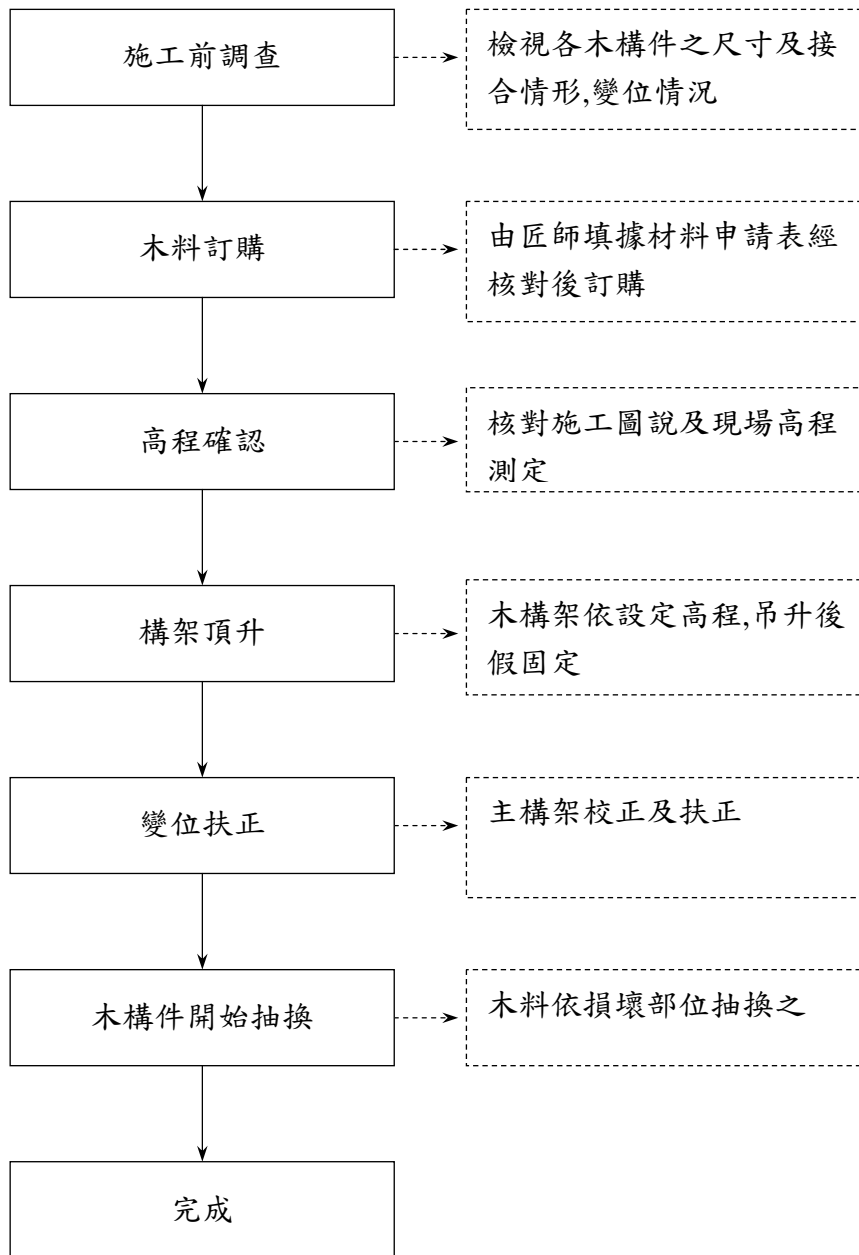 施工前調查
檢視各木構件之尺寸及接
合情形,變位情況
木料訂購
由匠師填據材料申請表經
核對後訂購
高程確認
核對施工圖說及現場高程
測定
構架頂升
木構架依設定高程,吊升後
假固定
變位扶正
主構架校正及扶正
木構件開始抽換
木料依損壞部位抽換之
完成